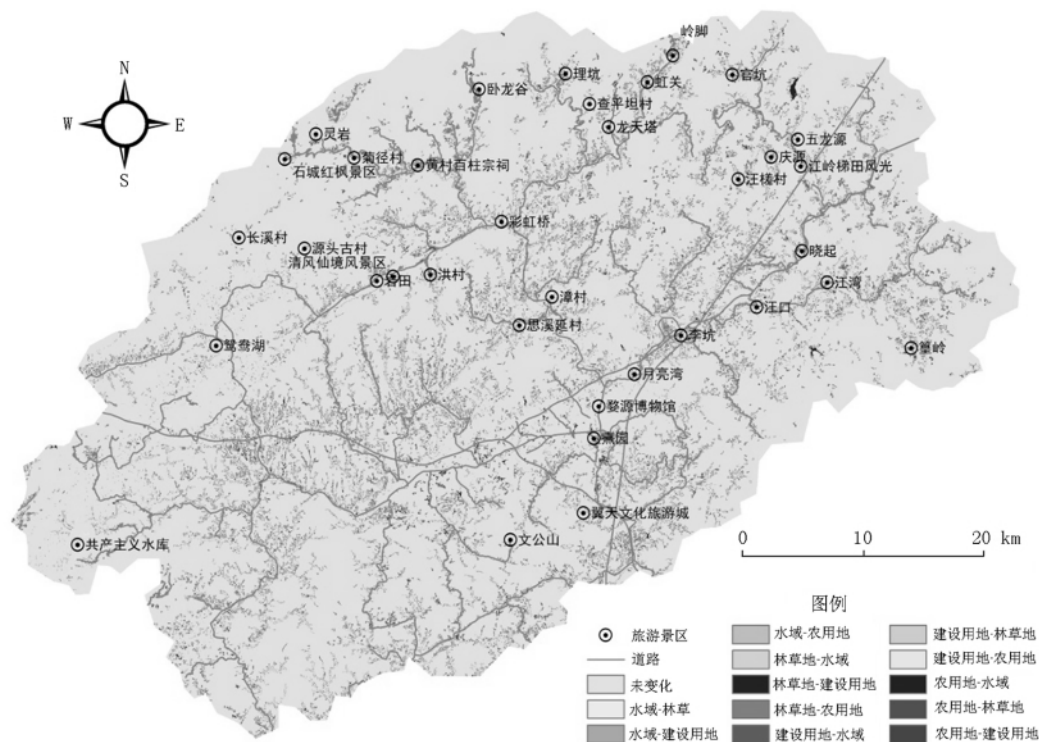 N
W E
S
岭脚
理坑
虹关
官坑
卧龙谷
查平坦村
龙天塔
灵岩
五龙源
菊径村
庆源
石城红枫景区
黄村百柱宗祠
江岭梯田风光
汪槎村
彩虹桥
长溪村
源头古村
晓起
清风仙境风景区
岩田
洪村
江湾
漳村
汪口
思溪延村
李坑
鸳鸯湖
篁岭
月亮湾
婺源博物馆
熹园
翼天文化旅游城
文公山
共产主义水库
0 10 20 km
图例
旅游景区
水域-农用地
建设用地-林草地
道路
林草地-水域
建设用地-农用地
未变化
林草地-建设用地
农用地-水域
水域-林草
林草地-农用地
农用地-林草地
水域-建设用地
建设用地-水域
农用地-建设用地